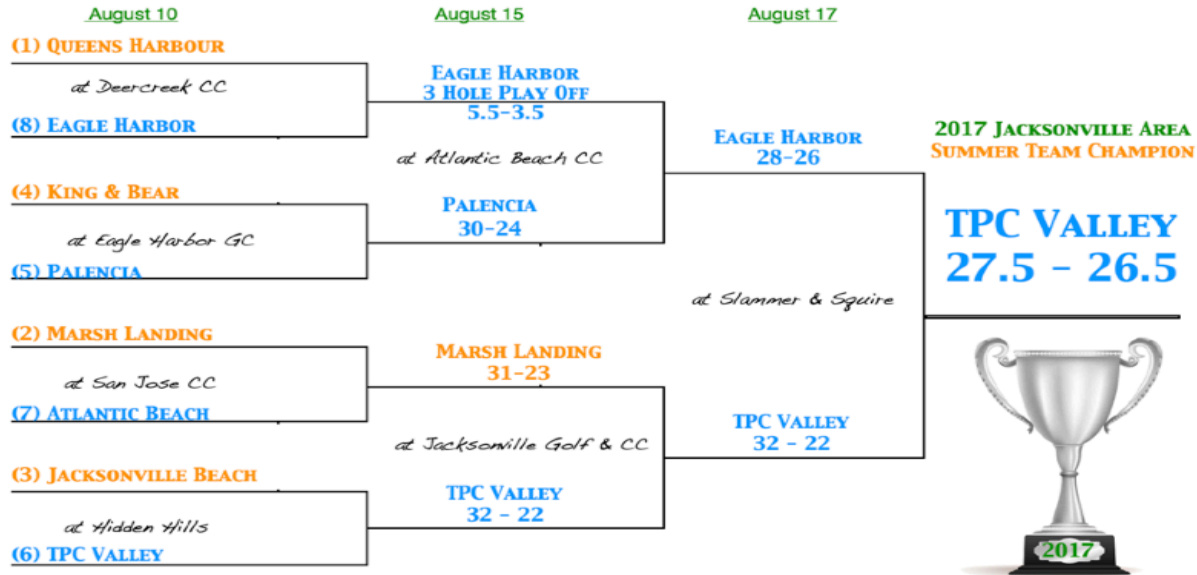 August 10
August 15
August 17
(1) QUEENS HARBOUR
at Deercreek CC
(8) EAGLE HARBOR
(4) KING & BEAR
at Eagle Harbor GC
(5) PALENCIA
(2) MARSH LANDING
at San Jose CC
(7) ATLANTIC BEACH
(3) JACKSONVILLE BEACH
at Hidden Hills
(6) TPC VALLEY
EAGLE HARBOR
3 HOLE PLAY OFF
5.5-3.5
at Atlantic Beach CC
PALENCIA
30-24
MARSH LANDING
31-23
at Jacksonville Golf & CC
TPC VALLEY
32 - 22
EAGLE HARBOR
28-26
at Slammer & Squire
TPC VALLEY
32 - 22
2017 JACKSONVILLE AREA
SUMMER TEAM CHAMPION
TPC VALLEY
27.5 - 26.5
2017